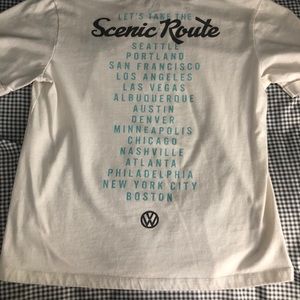 LET'S TAKE THE
Scenic Route
SEATTLE
PORTLAND
SAN FRANCISCO
LOS ANGELES
LAS VEGAS
ALBUQUERQUE
AUSTIN
DENVER
MINNEAPOLIS
CHICAGO
NASHVILLE
ATLANTA
PHILADELPHIA
NEW YORK CITY
BOSTON
VW